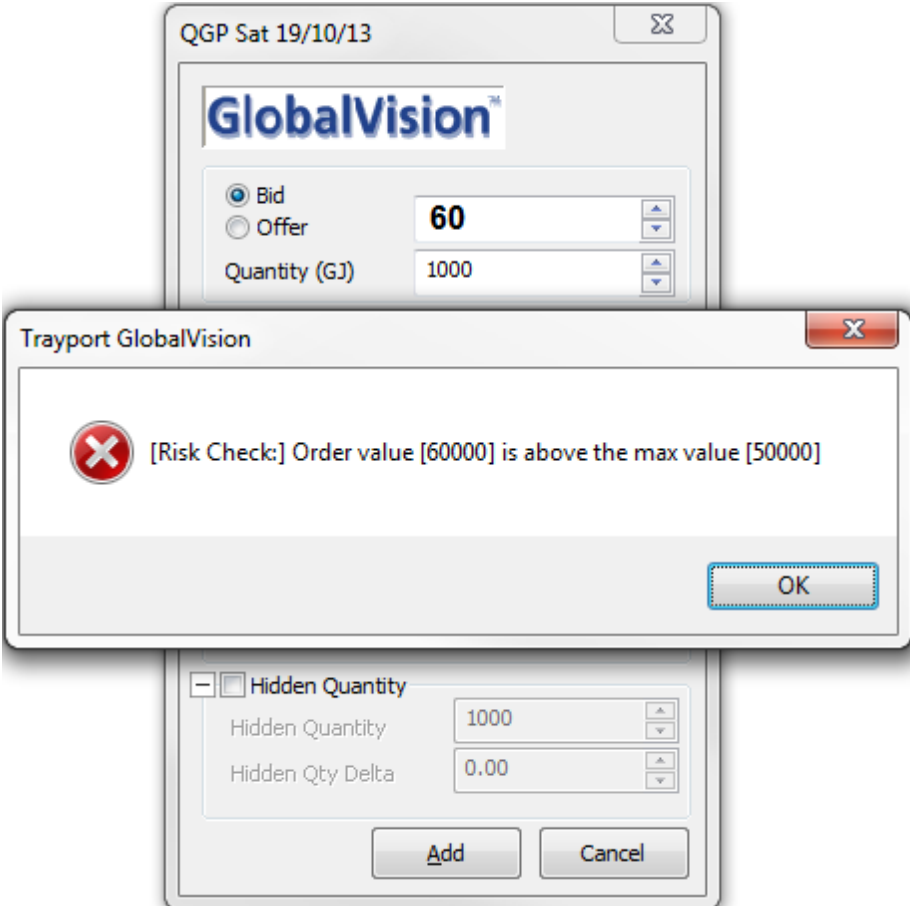 QGP Sat 19/10/13
GlobalVision™
Bid
60
Offer
Quantity (GJ) 1000
Trayport GlobalVision
[Risk Check:] Order value [60000] is above the max value [50000]
OK
Hidden Quantity
Hidden Quantity 1000
Hidden Qty Delta 0.00
Add Cancel